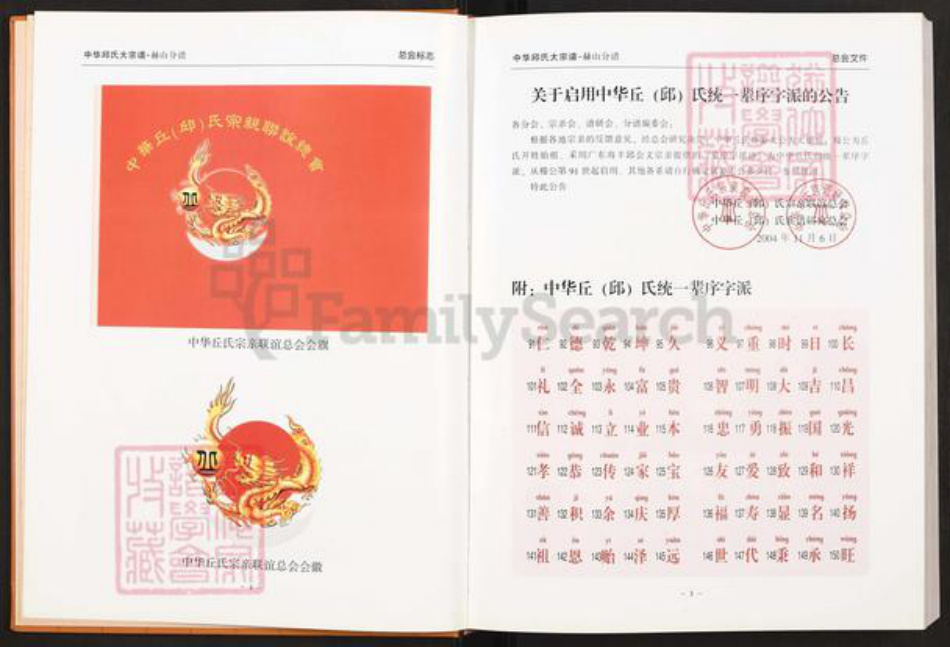 中华邱氏大宗谱-赫山分谱
总会标志
中華丘(邱)氏宗親聯誼總會
中华丘氏宗亲联谊总会会旗
中华丘氏宗亲联谊总会会徽
中华邱氏大宗谱-赫山分谱
总会文件
关于启用中华丘（邱）氏统一辈序字派的公告
各分会、宗亲会、谱研会、分谱编委会：
特此公告
中华丘（邱）氏宗亲联谊总会
2004年11月6日
附：中华丘（邱）氏统一辈序字派
91仁 92德 93乾 94坤 95久 96义 97重 98时 99日 100长
101礼 102全 103永 104富 105贵 106智 107明 108大 109吉 110昌
111信 112诚 113立 114业 115本 116忠 117勇 118振 119国 120光
121孝 122恭 123传 124家 125宝 126友 127爱 128致 129和 130祥
131善 132积 133余 134庆 135厚 136福 137寿 138显 139名 140扬
141祖 142恩 143贻 144泽 145远 146世 147代 148秉 149承 150旺
- 3 -
FamilySearch